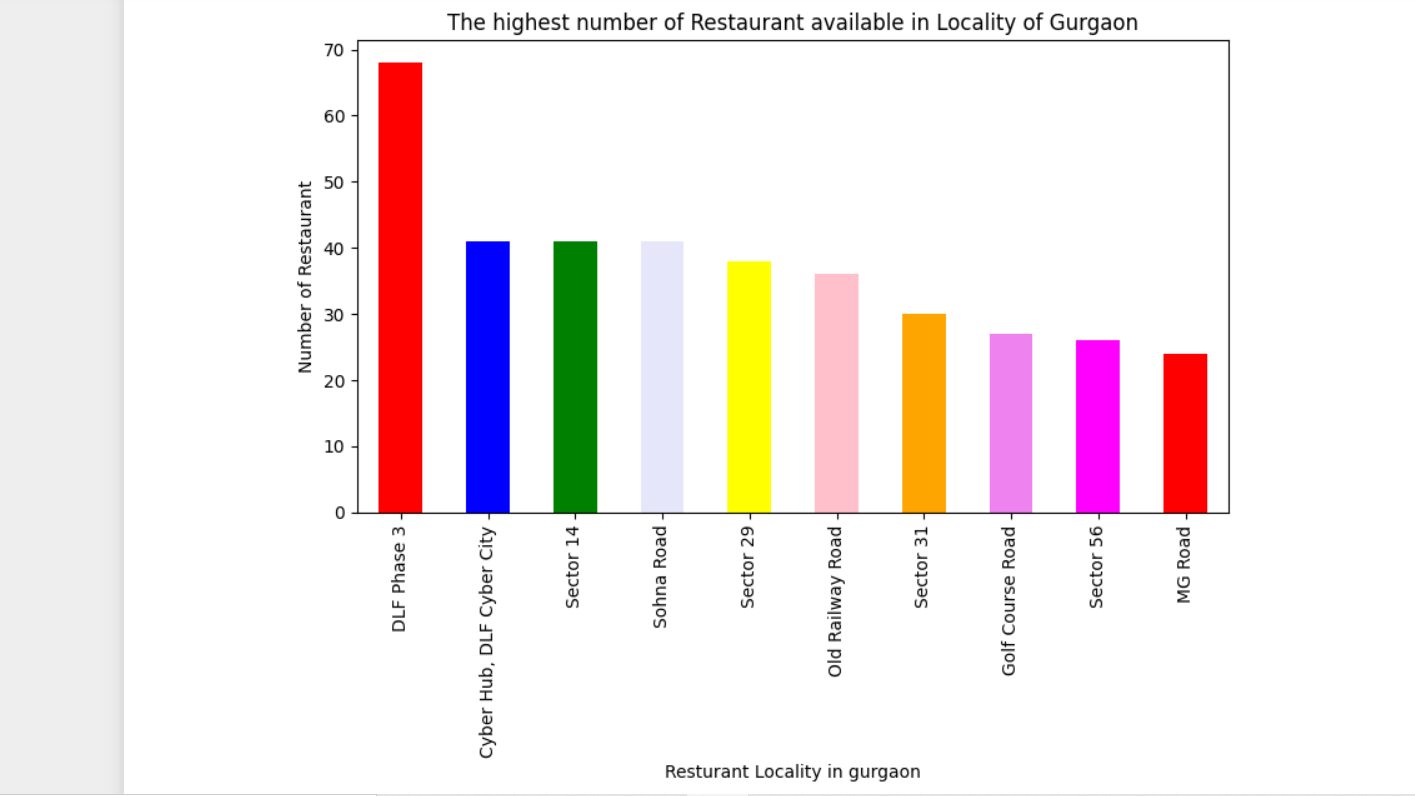 The highest number of Restaurant available in Locality of Gurgaon
Number of Restaurant
70
60
50
40
30
20
10
0
DLF Phase 3
Cyber Hub, DLF Cyber City
Sector 14
Sohna Road
Sector 29
Old Railway Road
Sector 31
Golf Course Road
Sector 56
MG Road
Resturant Locality in gurgaon